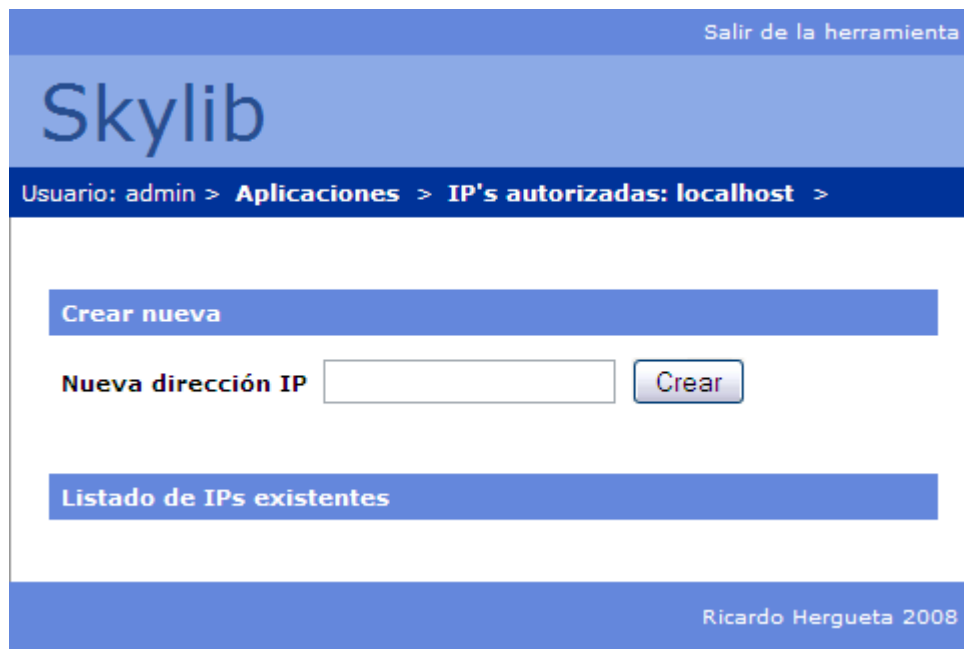 Salir de la herramienta
Skylib
Usuario: admin > Aplicaciones > IP's autorizadas: localhost >
Crear nueva
Nueva dirección IP Crear
Listado de IPs existentes
Ricardo Hergueta 2008